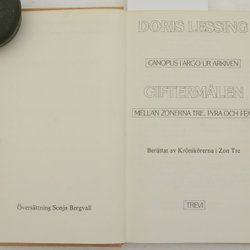 Översättning Sonja Bergvall
DORIS LESSING
CANOPUS I ARGO: UR ARKIVEN
GIFTERMÅLEN
MELLAN ZONERNA TRE, FYRA OCH FEM
Berättat av Krönikörerna i Zon Tre
TREVI